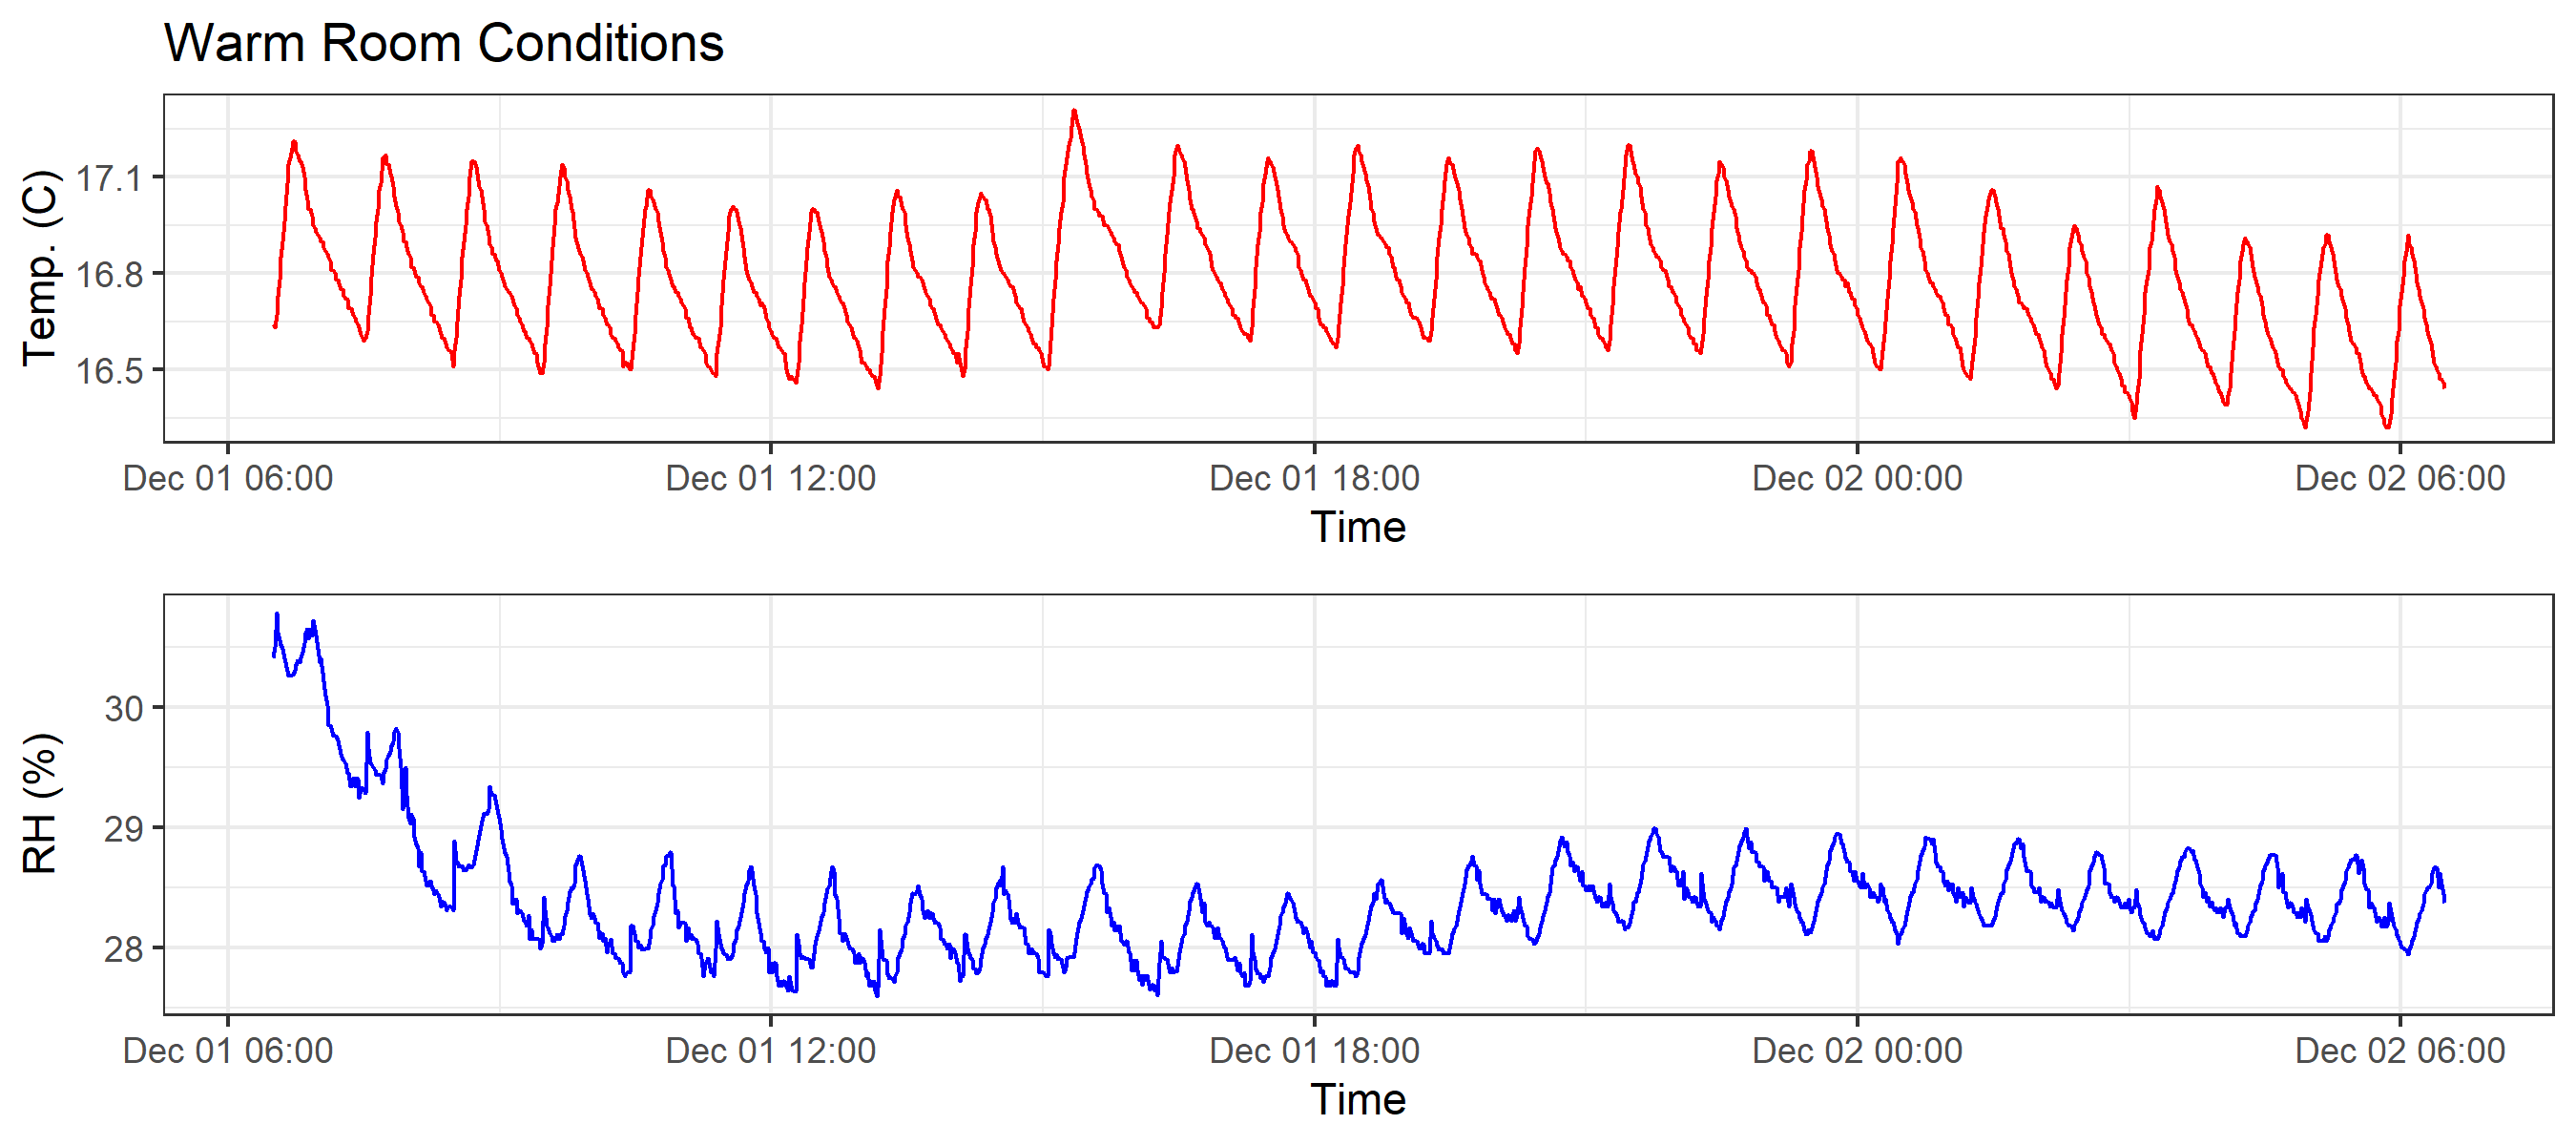 Warm Room Conditions
Temp. (C)
17.1
16.8
16.5
Dec 01 06:00 Dec 01 12:00 Dec 01 18:00 Dec 02 00:00 Dec 02 06:00
Time
RH (%)
30
29
28
Dec 01 06:00 Dec 01 12:00 Dec 01 18:00 Dec 02 00:00 Dec 02 06:00
Time